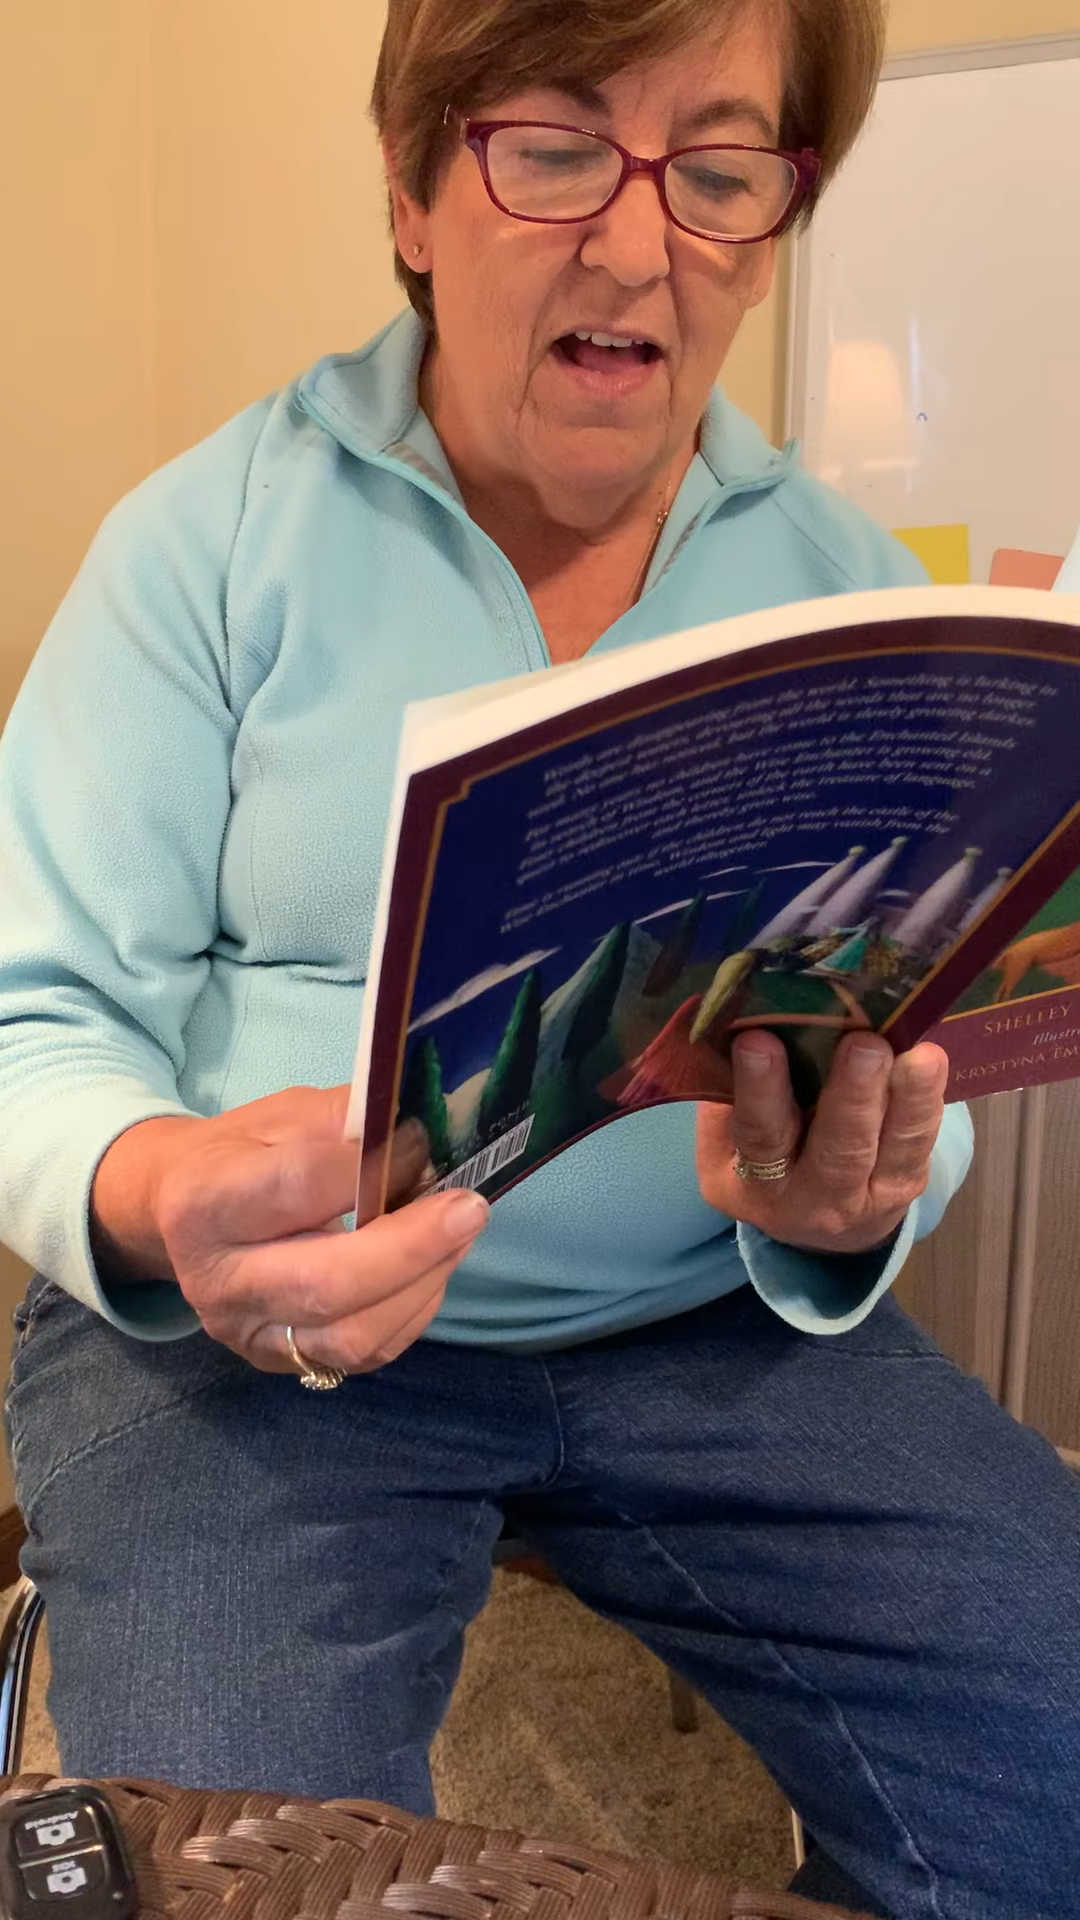 Words are disappearing from the world. Something is lurking in
the deepest waters, devouring all the words that are no longer
used. No one has noticed, but the world is slowly growing darker.
For many years no children have come to the Enchanted Islands
in search of Wisdom, and the Wise Enchanter is growing old.
Four children from the corners of the earth have been sent on a
quest to rediscover each letter, unlock the treasure of language,
and thereby grow wise.
Time is running out; if the children do not reach the castle of the
Wise Enchanter in time, Wisdom and light may vanish from the
world altogether.
SHELLEY
Illustr
KRYSTYNA EM
Android
iOS